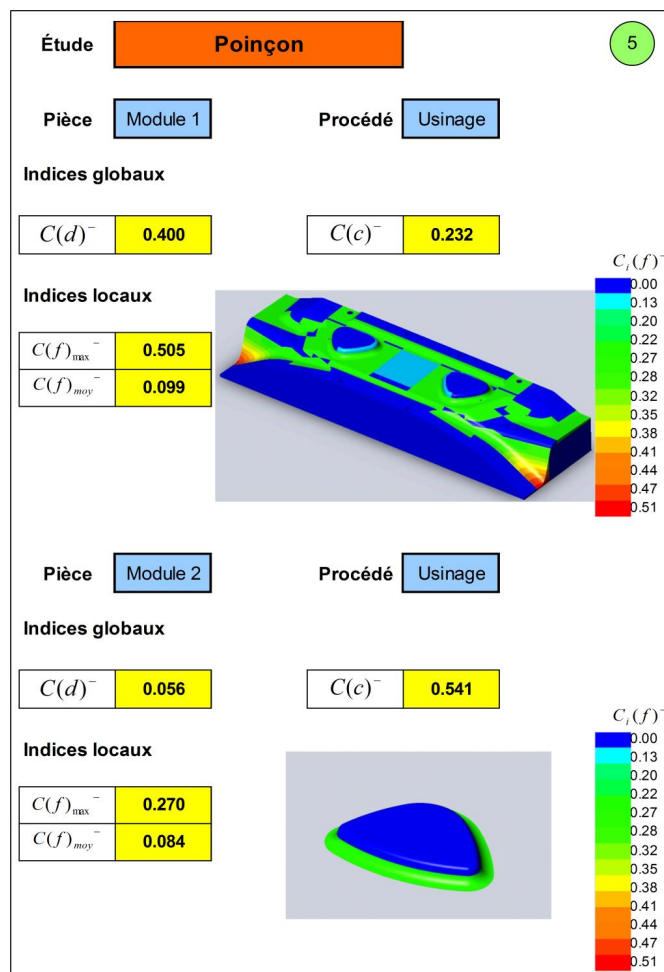 Étude Poinçon 5
Pièce Module 1 Procédé Usinage
Indices globaux
C(d)⁻ 0.400 C(c)⁻ 0.232
Indices locaux
C(f)max⁻ 0.505
C(f)moy⁻ 0.099
Ci(f)⁻
0.00
0.13
0.20
0.22
0.27
0.28
0.32
0.35
0.38
0.41
0.44
0.47
0.51
Pièce Module 2 Procédé Usinage
Indices globaux
C(d)⁻ 0.056 C(c)⁻ 0.541
Indices locaux
C(f)max⁻ 0.270
C(f)moy⁻ 0.084
Ci(f)⁻
0.00
0.13
0.20
0.22
0.27
0.28
0.32
0.35
0.38
0.41
0.44
0.47
0.51